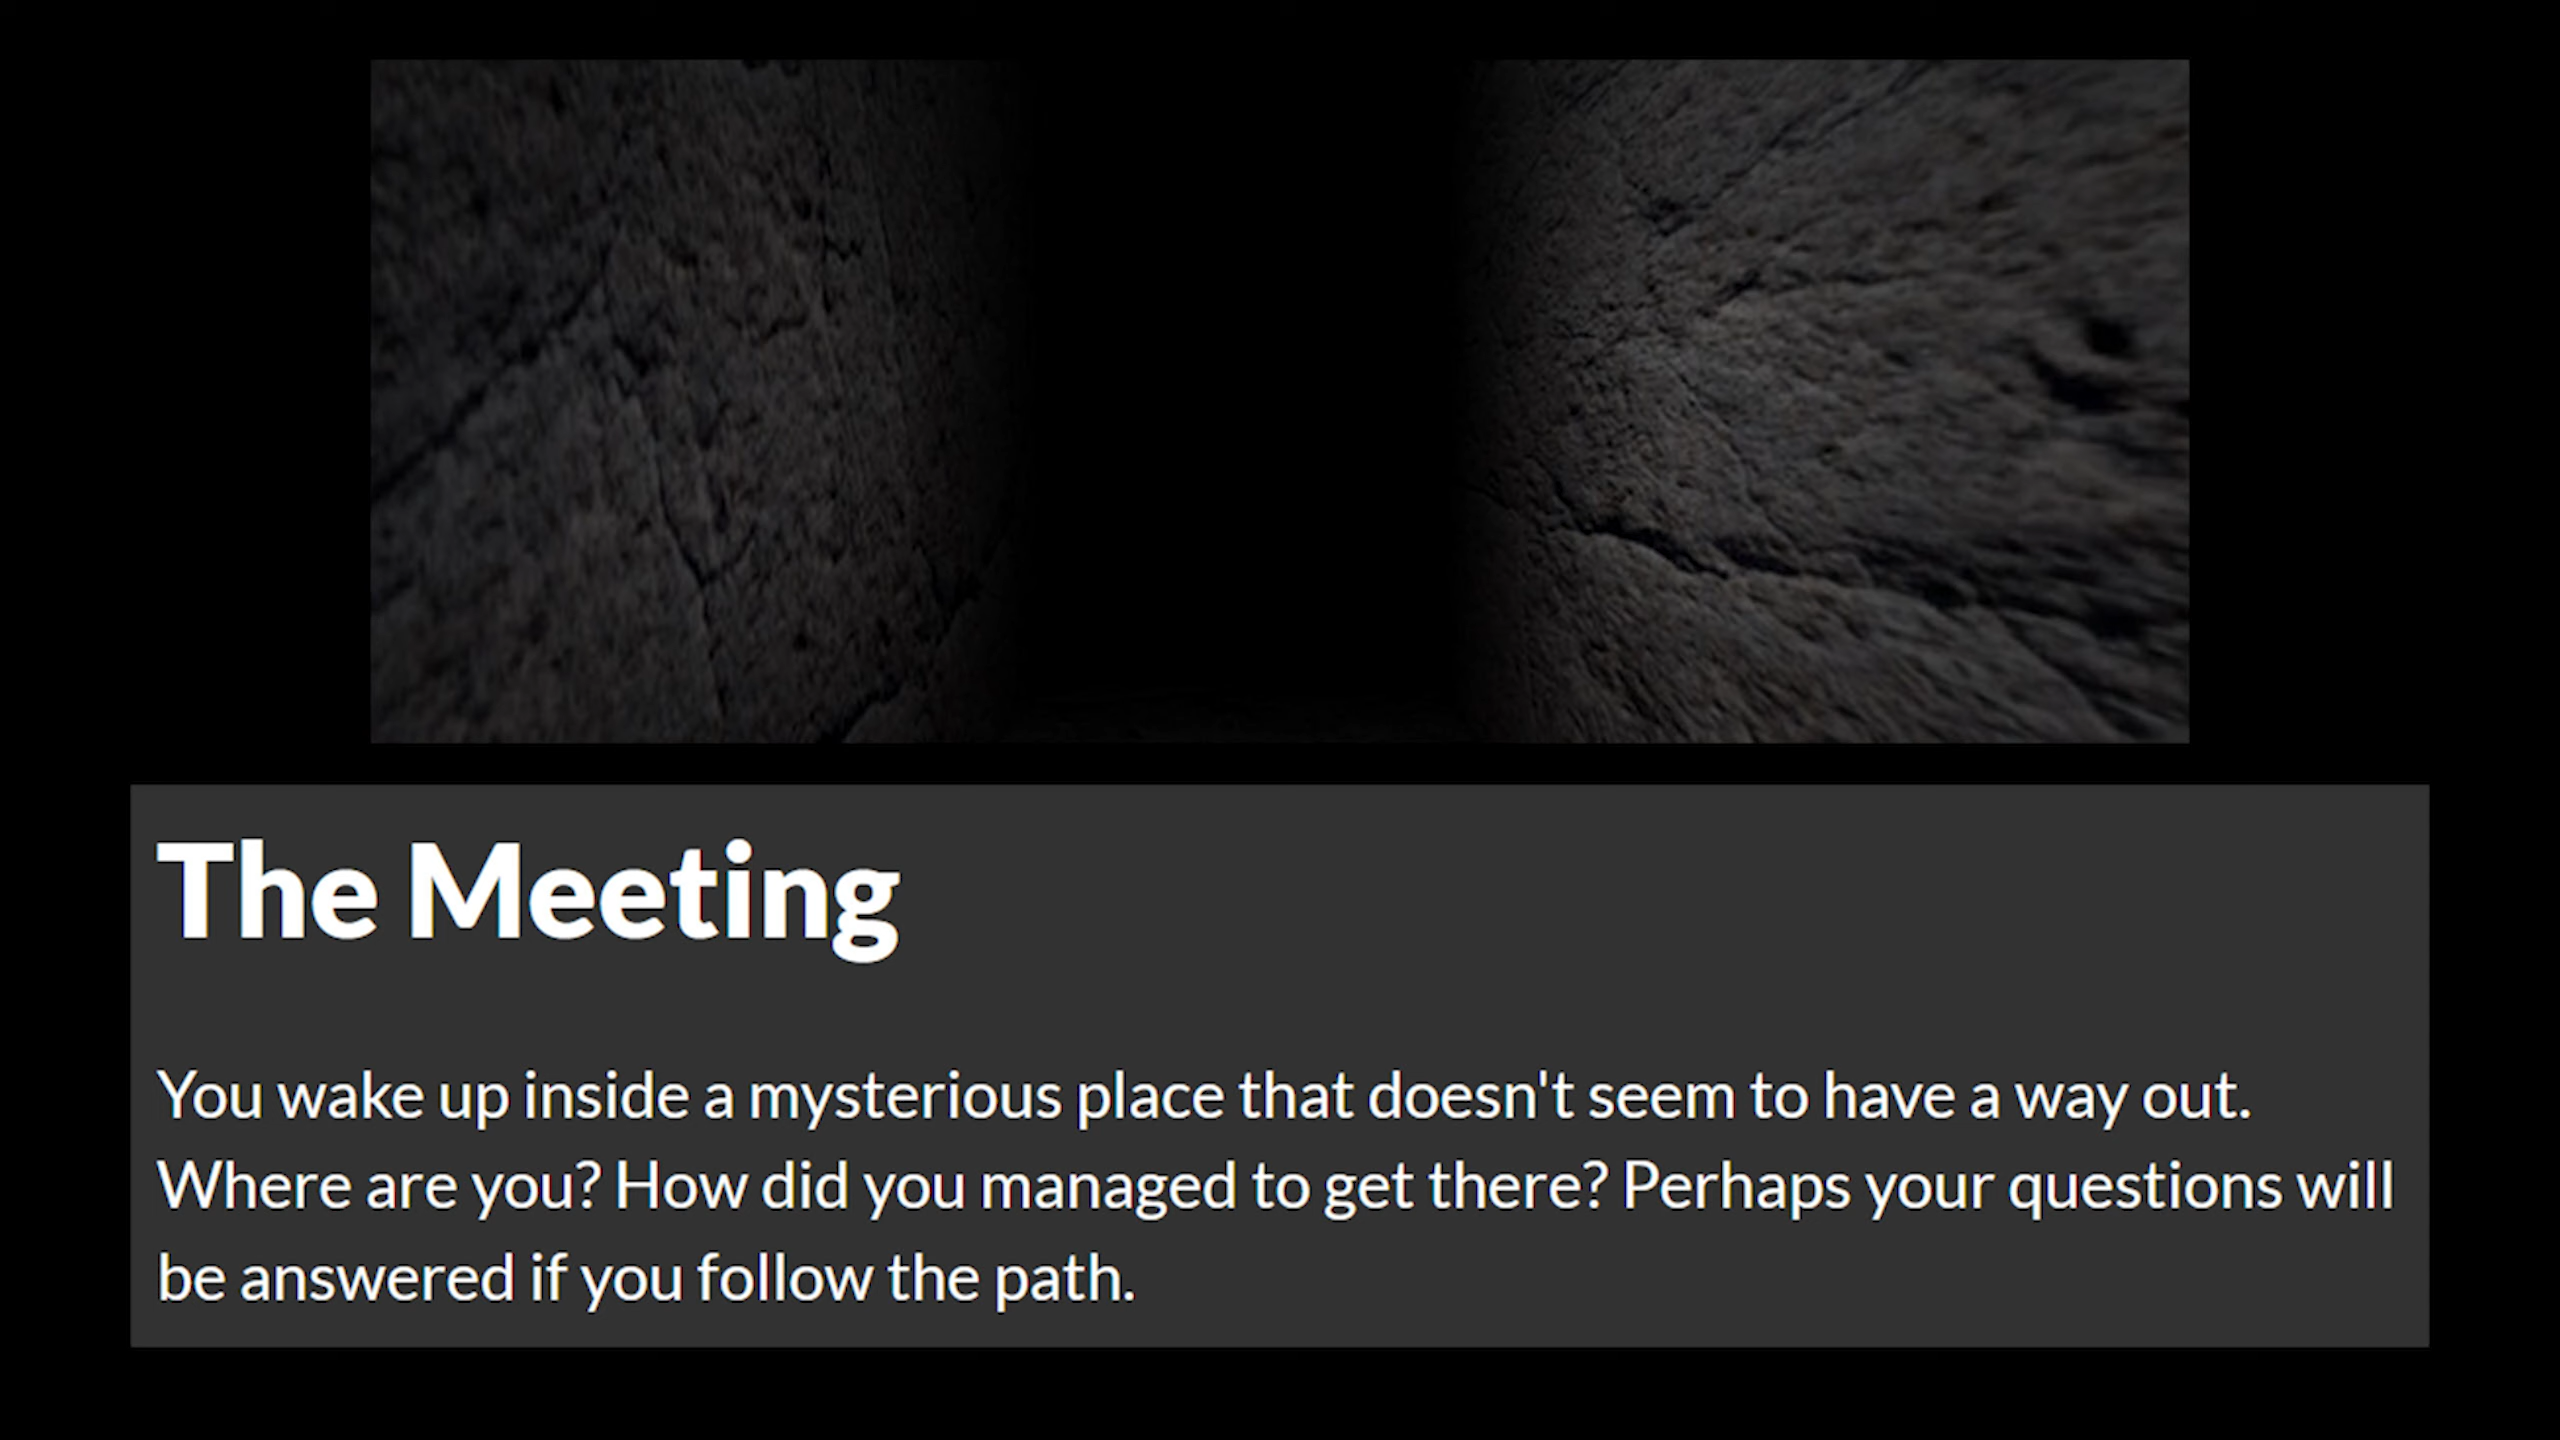 The Meeting
You wake up inside a mysterious place that doesn't seem to have a way out.
Where are you? How did you managed to get there? Perhaps your questions will
be answered if you follow the path.